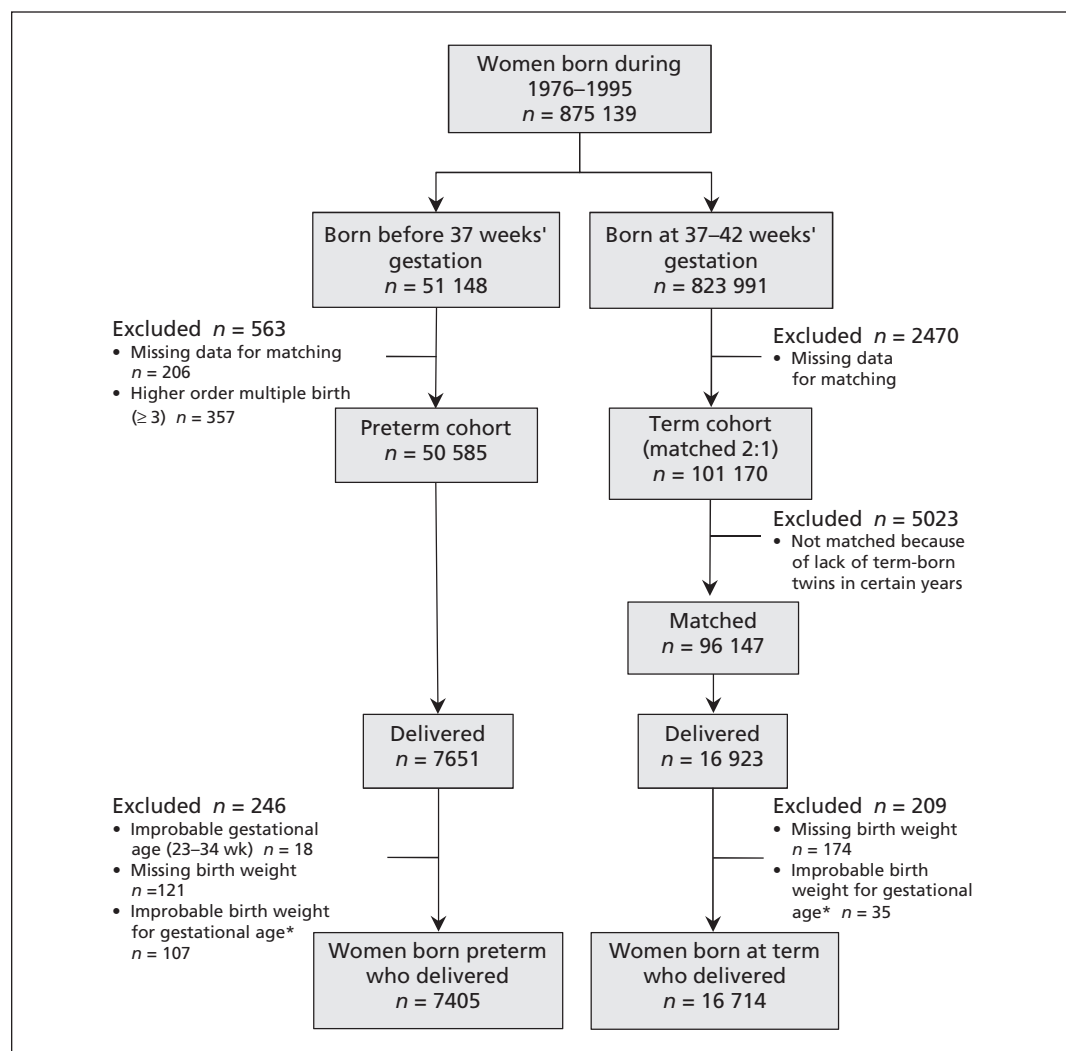 Women born during
1976–1995
n = 875 139
Born before 37 weeks'
gestation
n = 51 148
Born at 37–42 weeks'
gestation
n = 823 991
Excluded n = 563
• Missing data for matching
n = 206
• Higher order multiple birth
(≥ 3) n = 357
Excluded n = 2470
• Missing data
for matching
Preterm cohort
n = 50 585
Term cohort
(matched 2:1)
n = 101 170
Excluded n = 5023
• Not matched because
of lack of term-born
twins in certain years
Matched
n = 96 147
Delivered
n = 7651
Delivered
n = 16 923
Excluded n = 246
• Improbable gestational
age (23–34 wk) n = 18
• Missing birth weight
n =121
• Improbable birth weight
for gestational age*
n = 107
Excluded n = 209
• Missing birth weight
n = 174
• Improbable birth
weight for gestational
age* n = 35
Women born preterm
who delivered
n = 7405
Women born at term
who delivered
n = 16 714